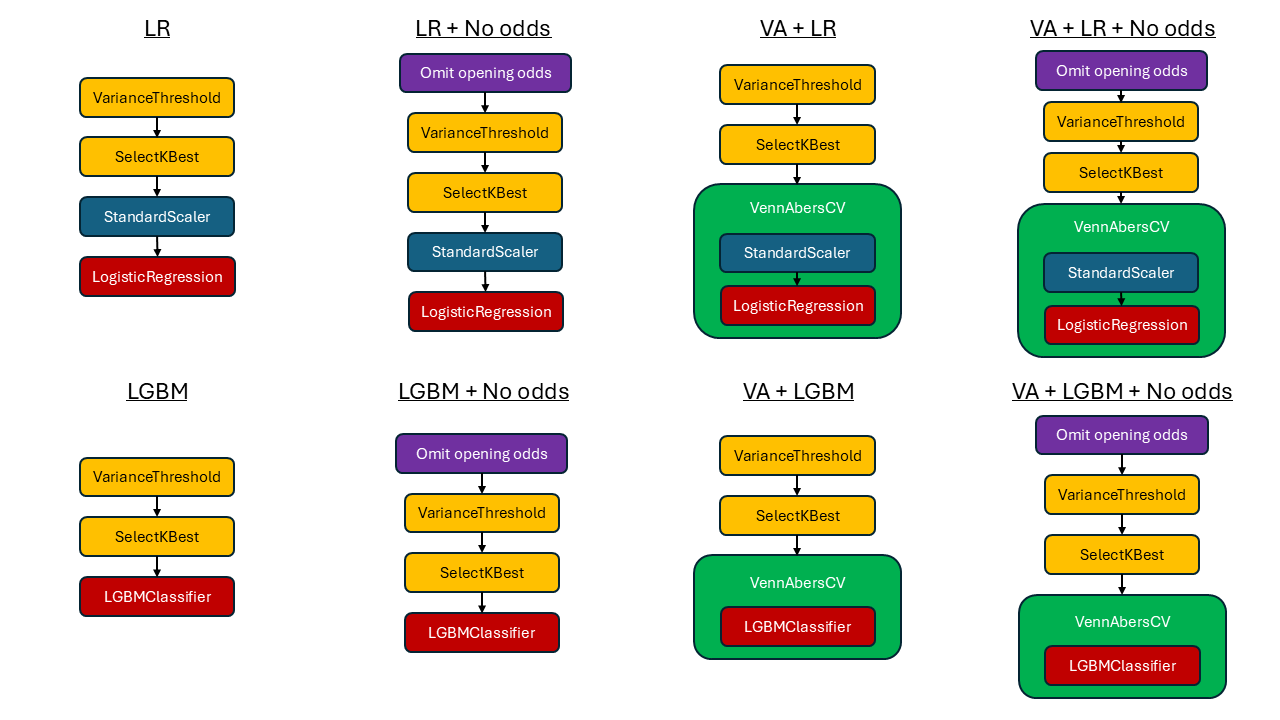 LR
VarianceThreshold
SelectKBest
StandardScaler
LogisticRegression
LR + No odds
Omit opening odds
VarianceThreshold
SelectKBest
StandardScaler
LogisticRegression
VA + LR
VarianceThreshold
SelectKBest
VennAbersCV
StandardScaler
LogisticRegression
VA + LR + No odds
Omit opening odds
VarianceThreshold
SelectKBest
VennAbersCV
StandardScaler
LogisticRegression
LGBM
VarianceThreshold
SelectKBest
LGBMClassifier
LGBM + No odds
Omit opening odds
VarianceThreshold
SelectKBest
LGBMClassifier
VA + LGBM
VarianceThreshold
SelectKBest
VennAbersCV
LGBMClassifier
VA + LGBM + No odds
Omit opening odds
VarianceThreshold
SelectKBest
VennAbersCV
LGBMClassifier